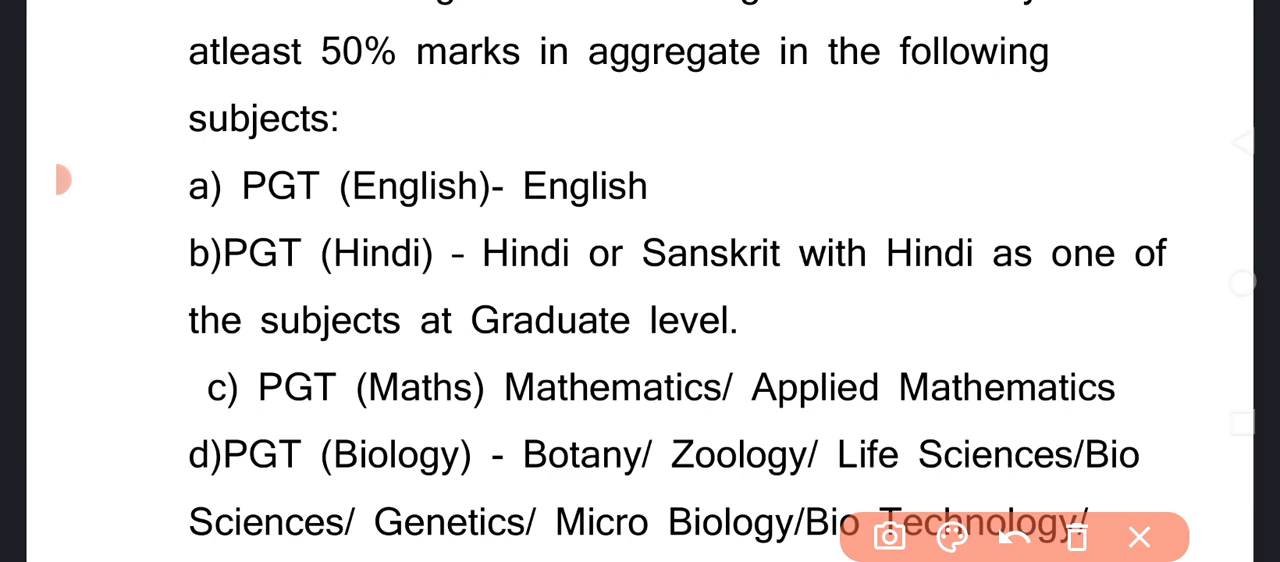 atleast 50% marks in aggregate in the following
subjects:
a) PGT (English)- English
b)PGT (Hindi) - Hindi or Sanskrit with Hindi as one of
the subjects at Graduate level.
c) PGT (Maths) Mathematics/ Applied Mathematics
d)PGT (Biology) - Botany/ Zoology/ Life Sciences/Bio
Sciences/ Genetics/ Micro Biology/Bio Technology/